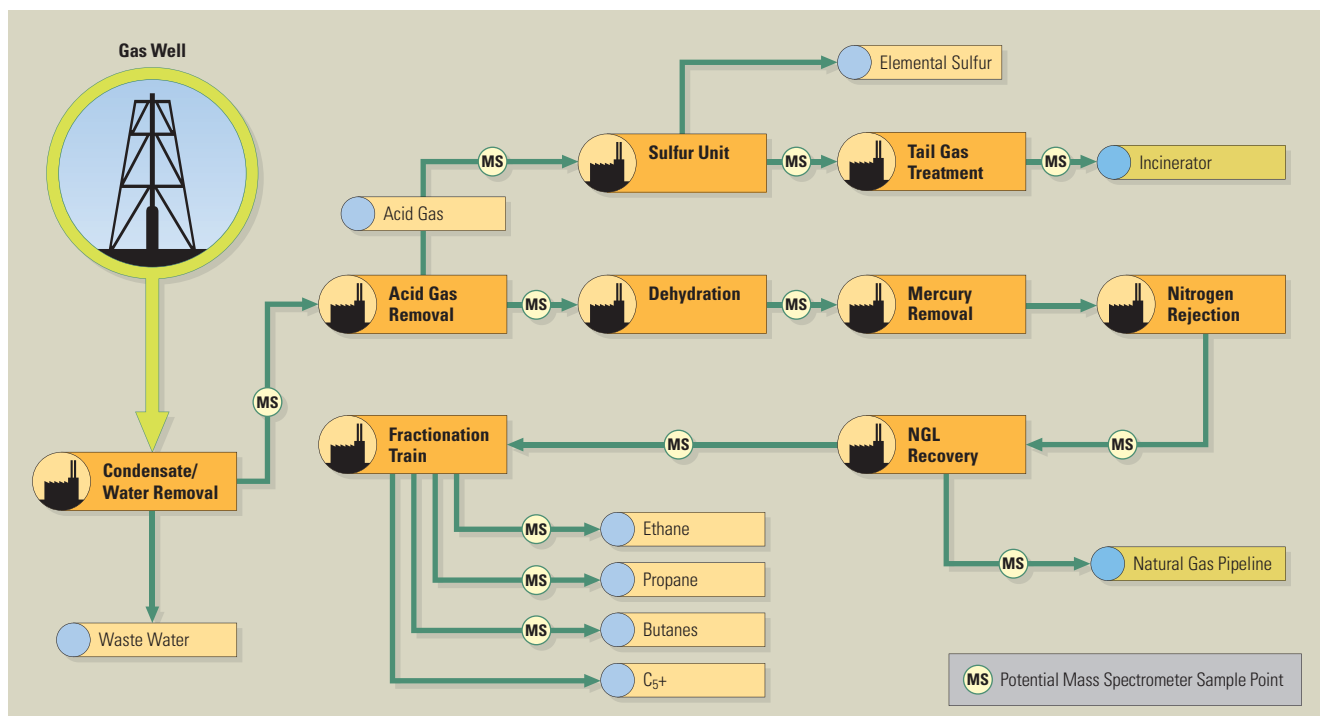 Gas Well
Elemental Sulfur
MS
Sulfur Unit
MS
Tail Gas
Treatment
MS
Incinerator
Acid Gas
Acid Gas
Removal
MS
Dehydration
MS
Mercury
Removal
Nitrogen
Rejection
MS
Condensate/
Water Removal
Fractionation
Train
MS
NGL
Recovery
MS
MS
Ethane
MS
Propane
MS
Butanes
C₅+
MS
Natural Gas Pipeline
Waste Water
MS Potential Mass Spectrometer Sample Point